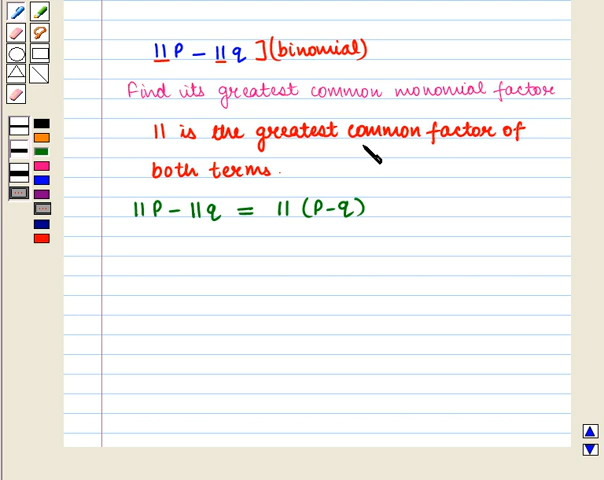 11p - 11q ](binomial)
Find its greatest common monomial factor
11 is the greatest common factor of
both terms.
11p - 11q = 11 (p-q)